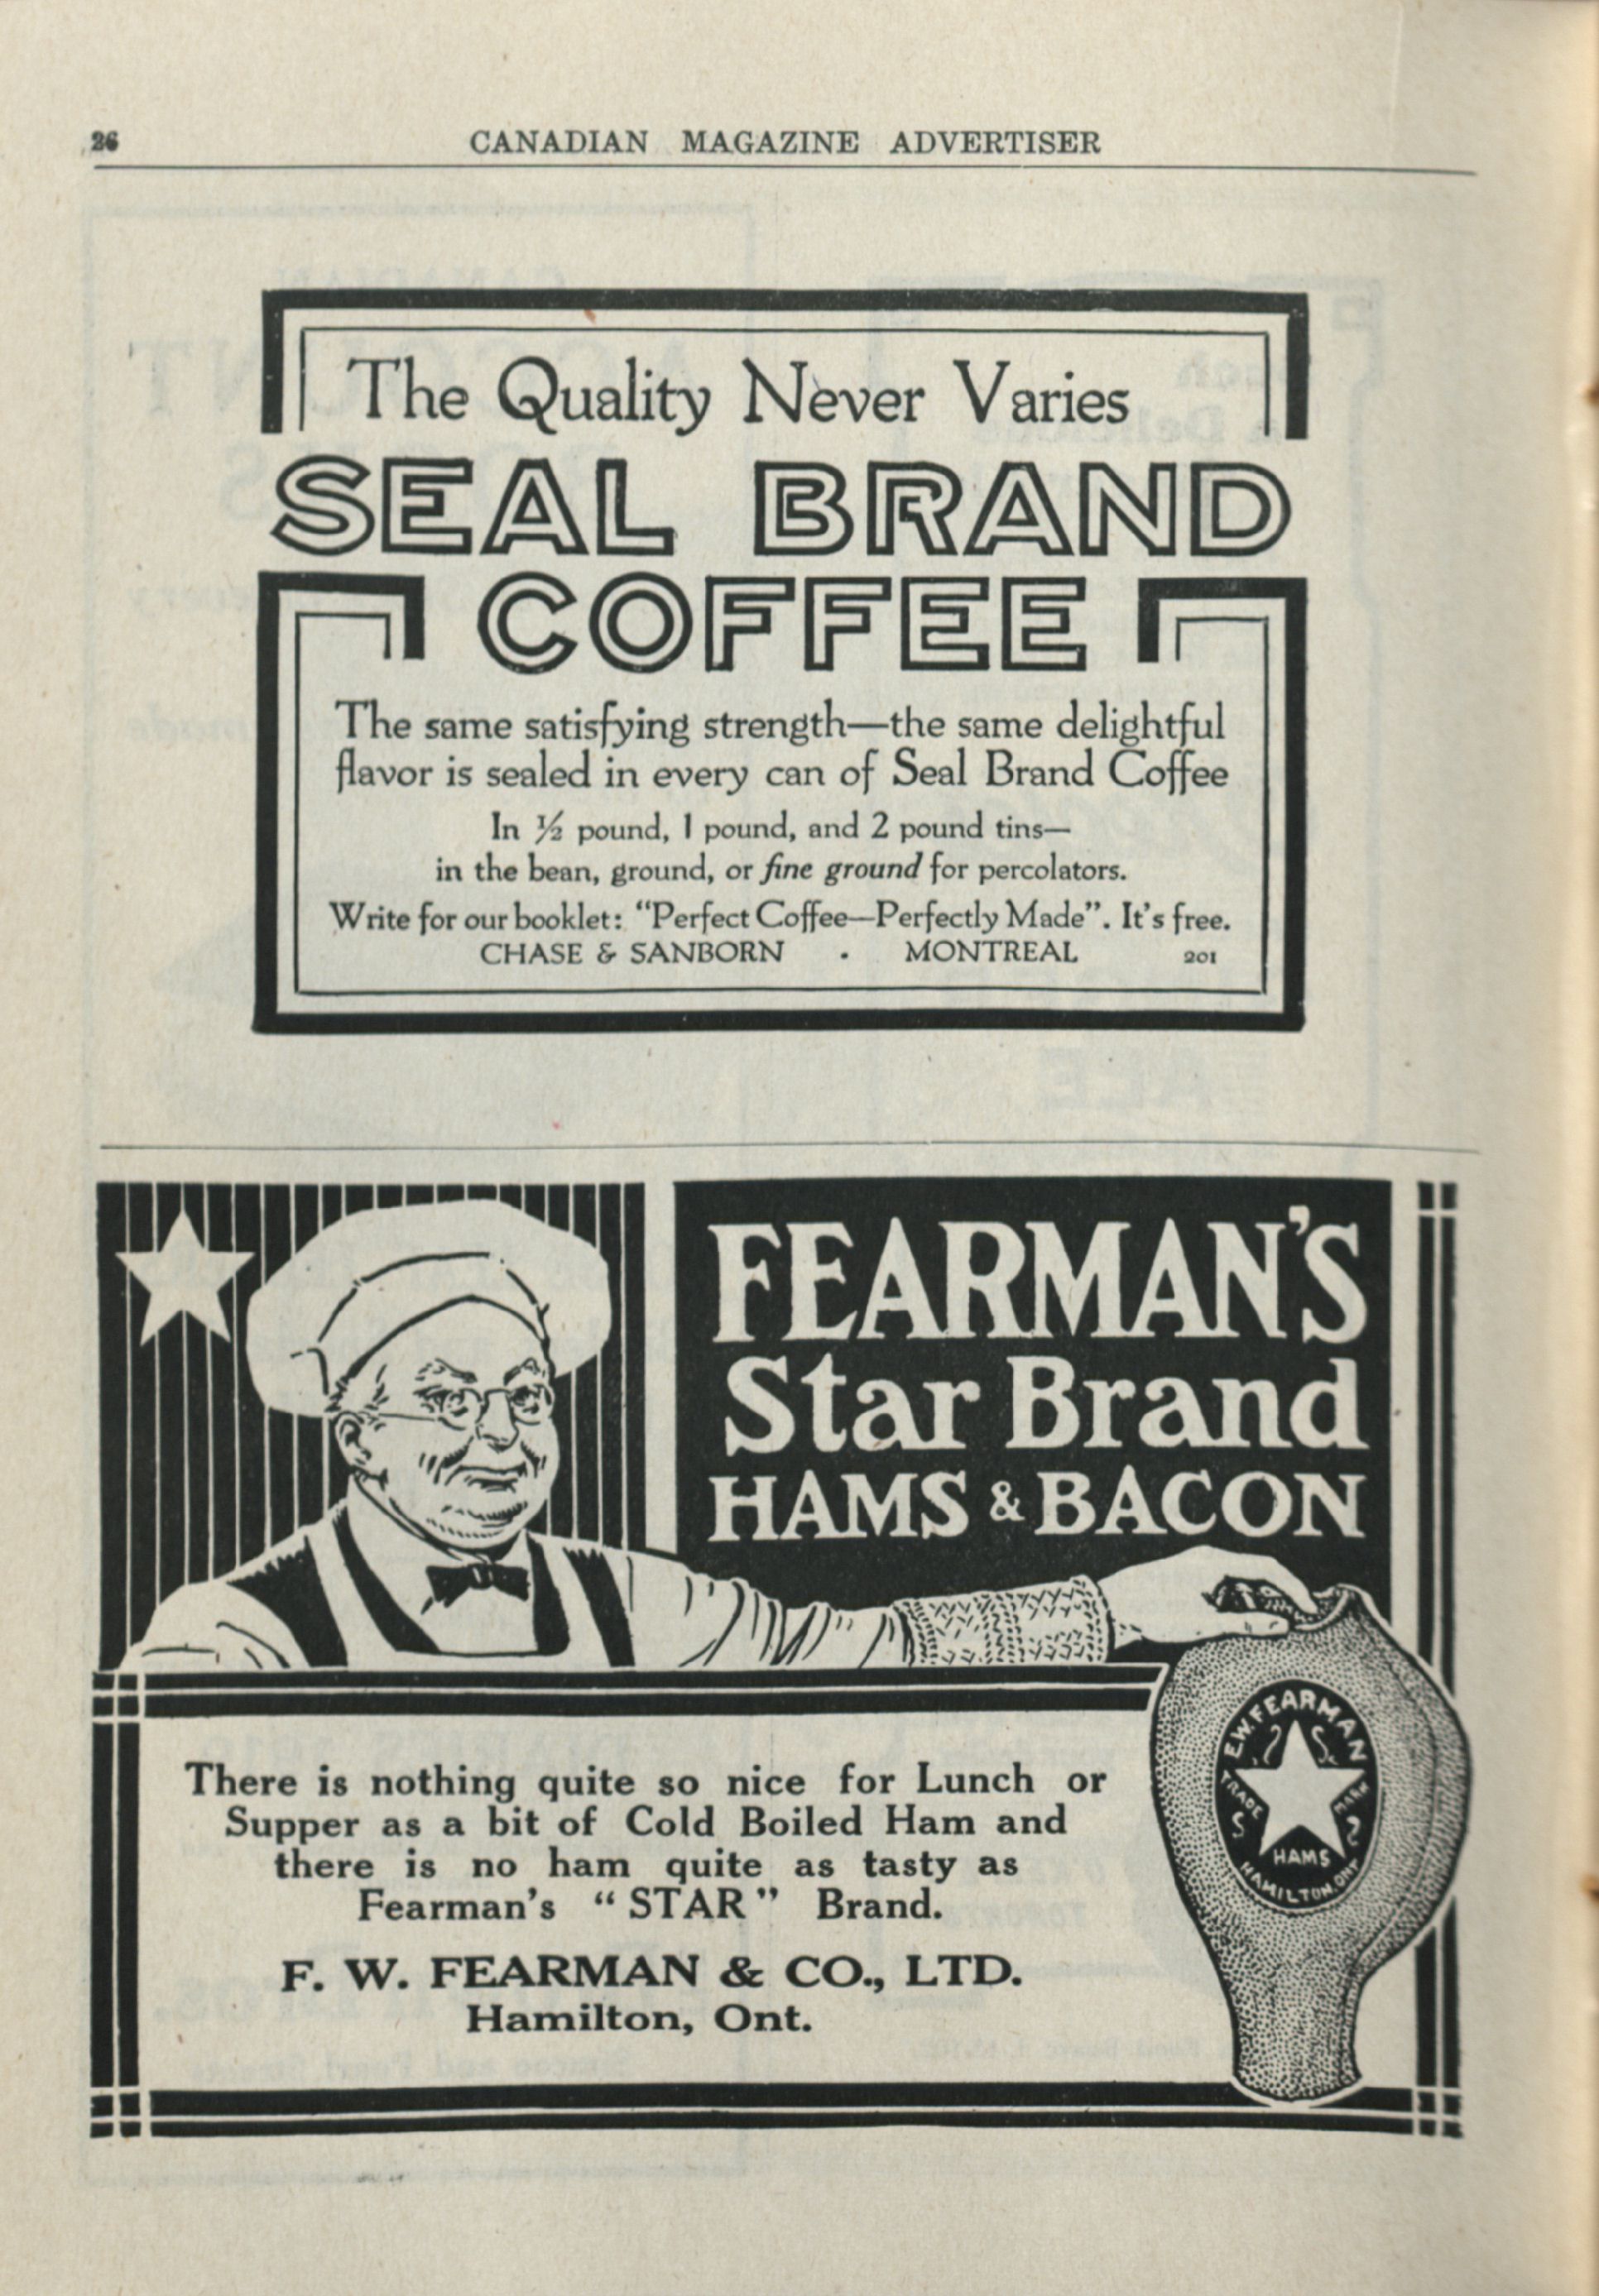 26
CANADIAN MAGAZINE ADVERTISER
The Quality Never Varies
SEAL BRAND
COFFEE
The same satisfying strength—the same delightful
flavor is sealed in every can of Seal Brand Coffee
In ½ pound, 1 pound, and 2 pound tins—
in the bean, ground, or fine ground for percolators.
Write for our booklet: “Perfect Coffee—Perfectly Made”. It's free.
CHASE & SANBORN . MONTREAL 201
FEARMAN'S
Star Brand
HAMS & BACON
E.W. FEARMAN
TRADE MARK
HAMS
HAMILTON, ONT
There is nothing quite so nice for Lunch or
Supper as a bit of Cold Boiled Ham and
there is no ham quite as tasty as
Fearman's “STAR” Brand.
F. W. FEARMAN & CO., LTD.
Hamilton, Ont.